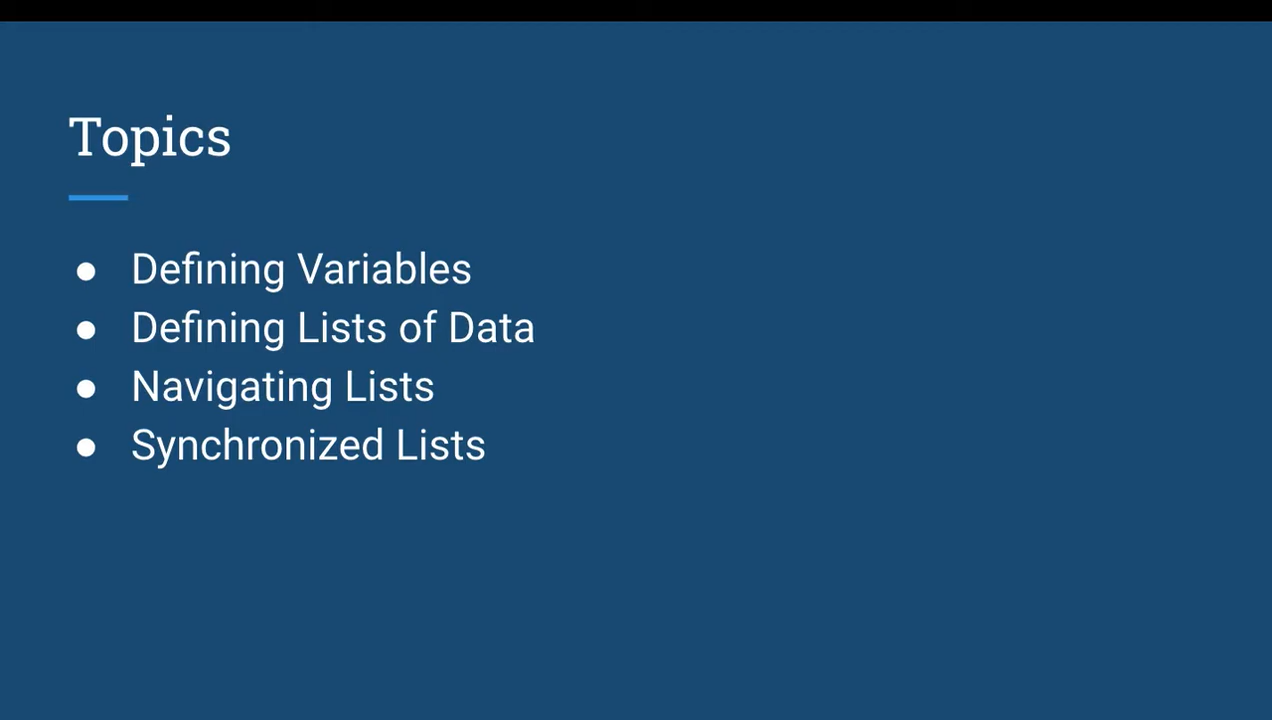 Topics
● Defining Variables
● Defining Lists of Data
● Navigating Lists
● Synchronized Lists